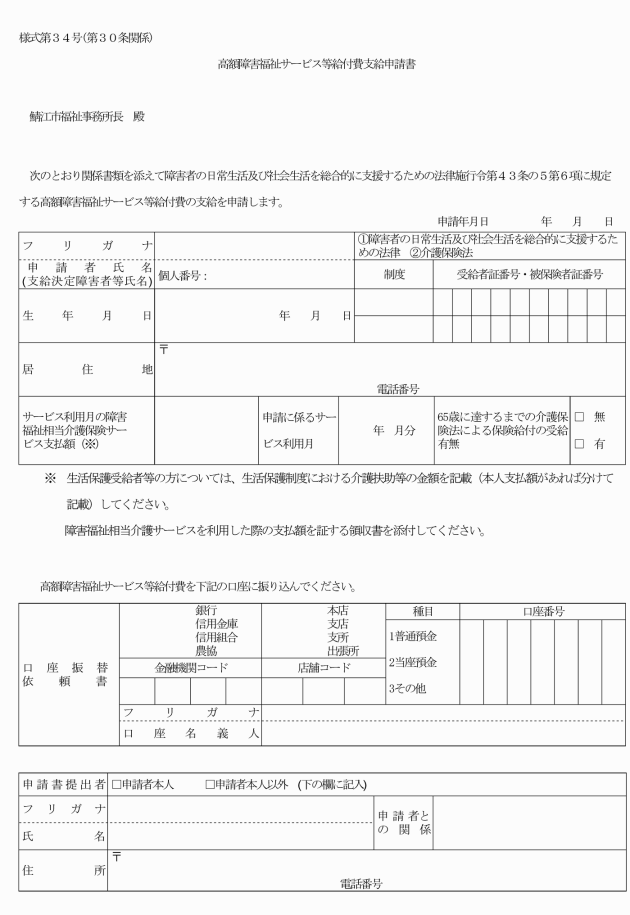 様式第３４号(第３０条関係)
高額障害福祉サービス等給付費支給申請書
鯖江市福祉事務所長　殿
次のとおり関係書類を添えて障害者の日常生活及び社会生活を総合的に支援するための法律施行令第４３条の５第６項に規定
する高額障害福祉サービス等給付費の支給を申請します。
申請年月日　　　　　年　　月　　日
フリガナ
①障害者の日常生活及び社会生活を総合的に支援するた
めの法律　②介護保険法
申請者氏名
(支給決定障害者等氏名)
個人番号：
制度
受給者証番号・被保険者証番号
生年月日
年　　月　　日
居住地
〒
電話番号
サービス利用月の障害
福祉相当介護保険サー
ビス支払額（※）
申請に係るサー
ビス利用月
年　月分
65歳に達するまでの介護保
険法による保険給付の受給
有無
□　無
□　有
※　生活保護受給者等の方については、生活保護制度における介護扶助等の金額を記載（本人支払額があれば分けて
記載）してください。
障害福祉相当介護サービスを利用した際の支払額を証する領収書を添付してください。
高額障害福祉サービス等給付費を下記の口座に振り込んでください。
口座振替
依頼書
銀行
信用金庫
信用組合
農協
本店
支店
支所
出張所
種目
口座番号
1普通預金
2当座預金
3その他
金融機関コード
店舗コード
フリガナ
口座名義人
申請書提出者
□申請者本人　　　□申請者本人以外　(下の欄に記入)
フリガナ
氏名
申請者と
の関係
住所
〒
電話番号